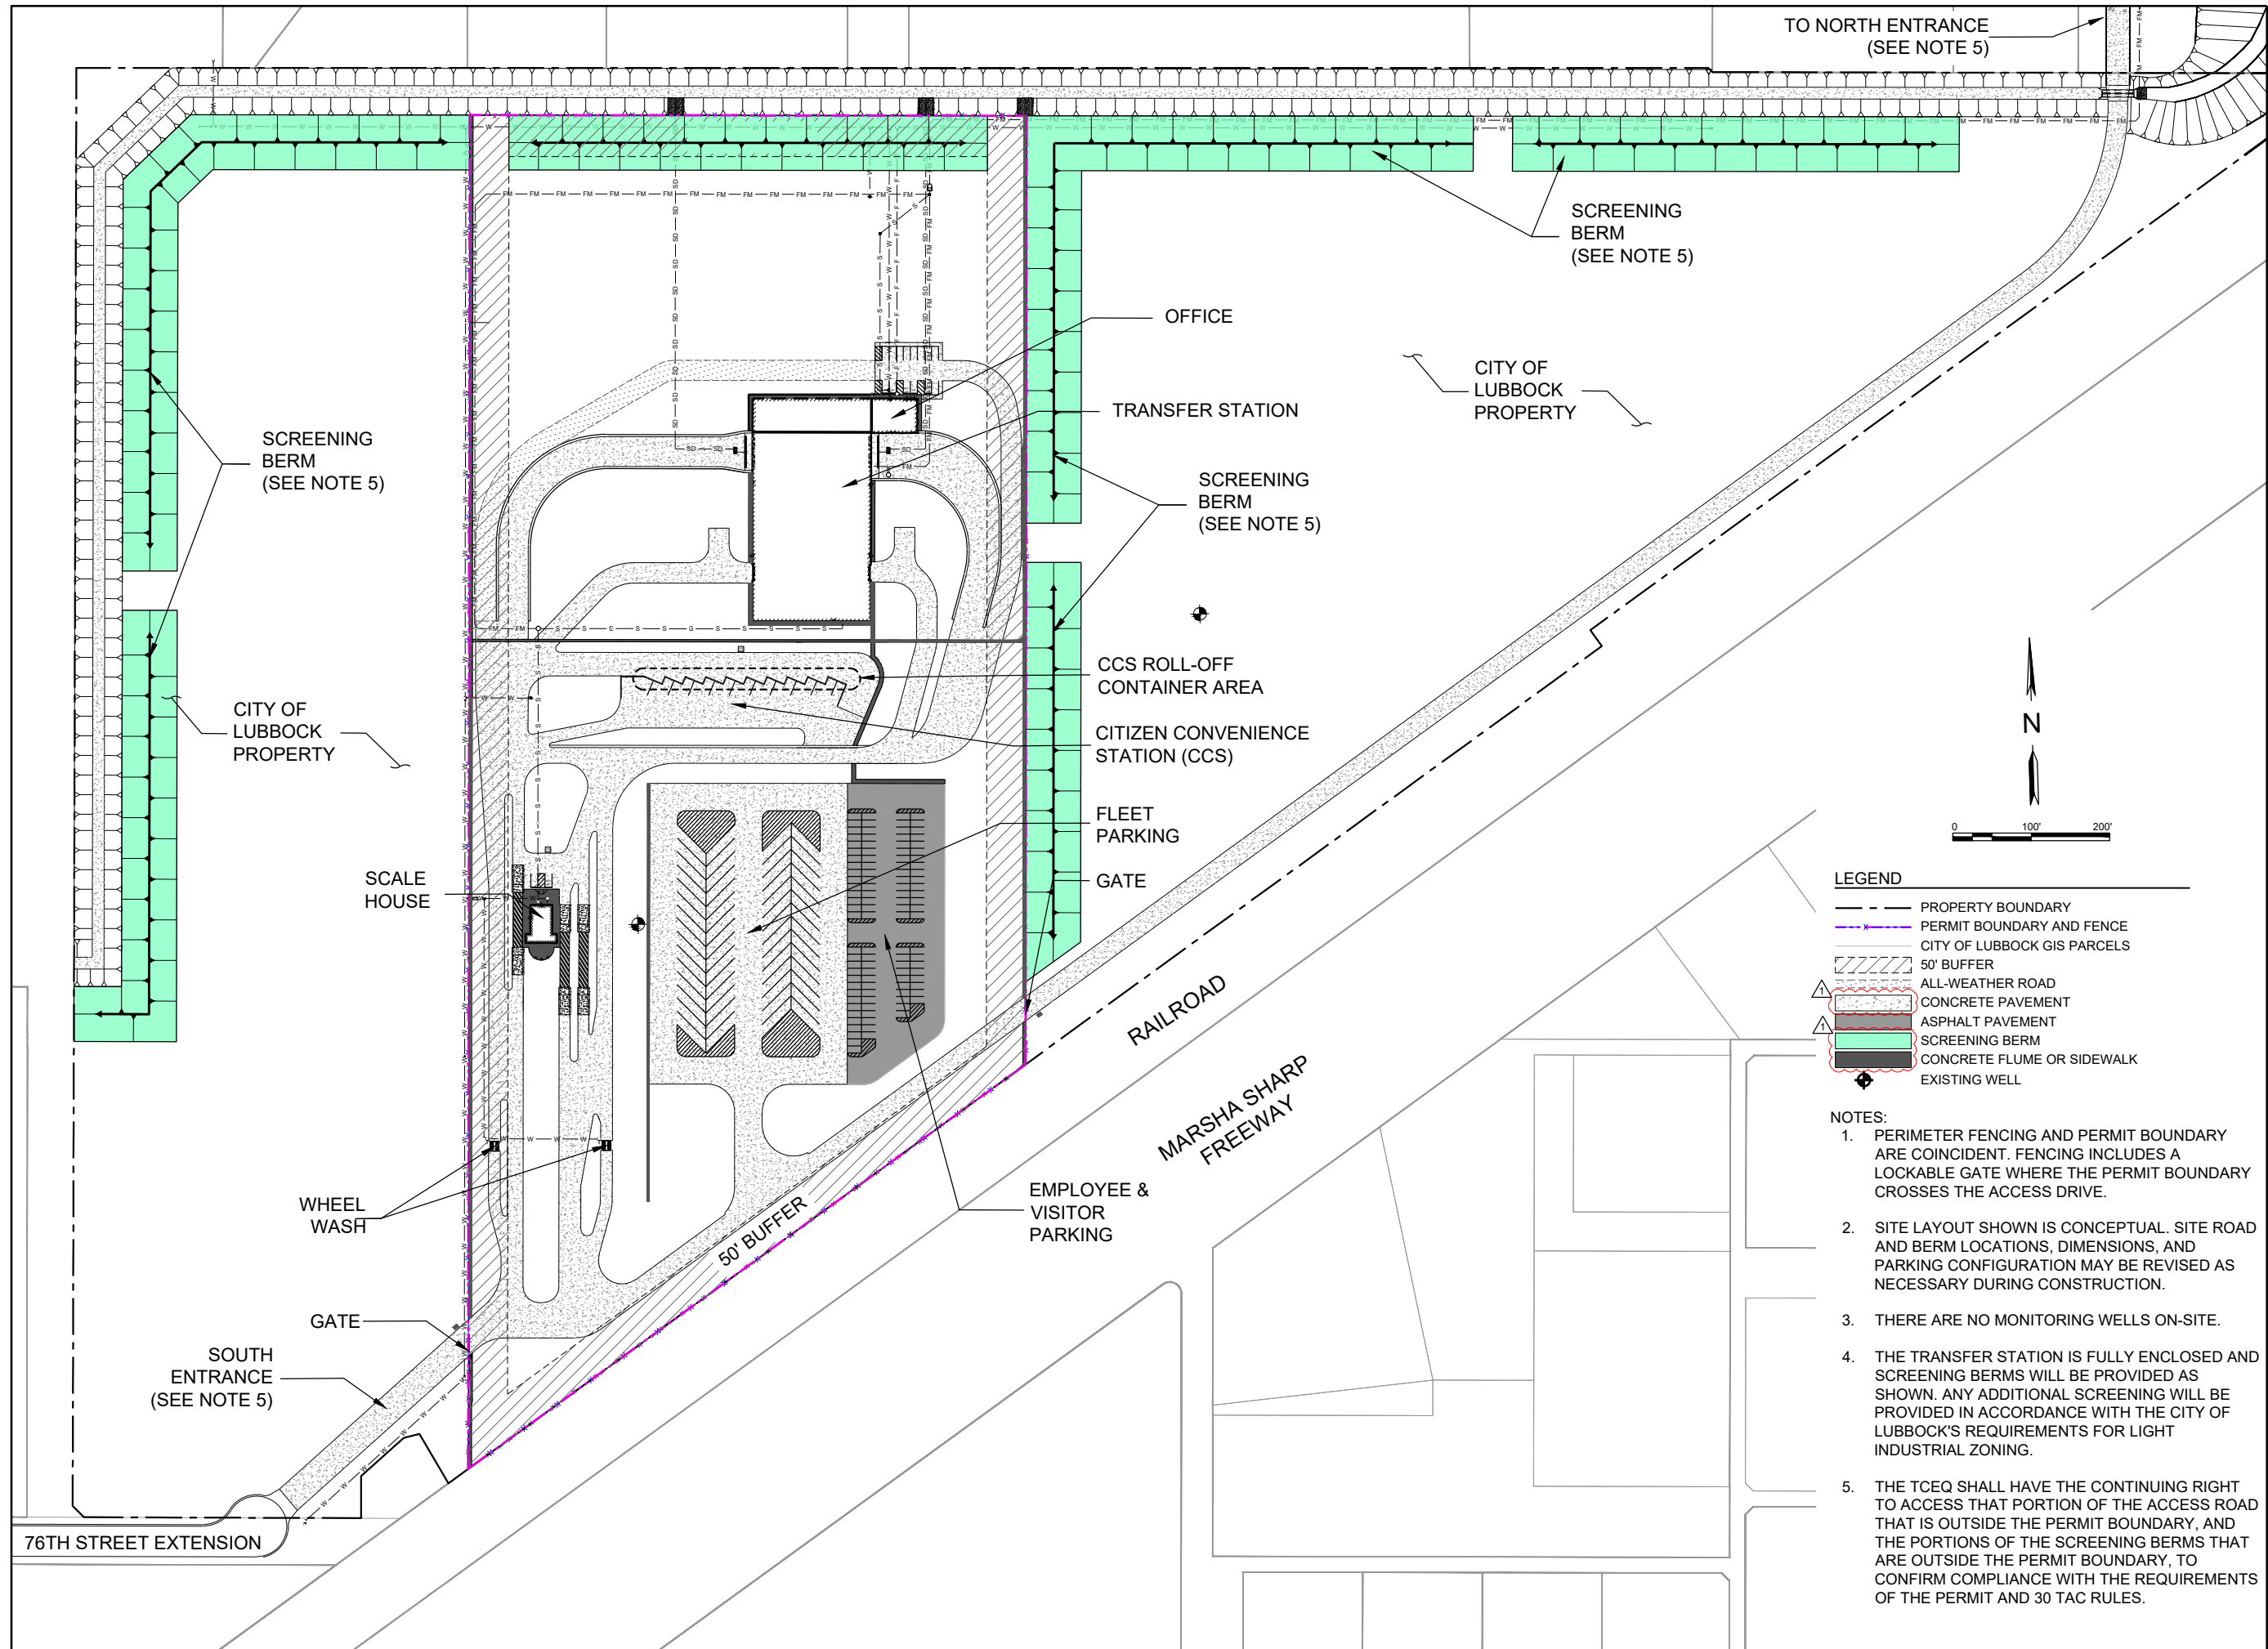 TO NORTH ENTRANCE
(SEE NOTE 5)
SCREENING
BERM
(SEE NOTE 5)
OFFICE
CITY OF
LUBBOCK
PROPERTY
TRANSFER STATION
SCREENING
BERM
(SEE NOTE 5)
SCREENING
BERM
(SEE NOTE 5)
CCS ROLL-OFF
CONTAINER AREA
CITY OF
LUBBOCK
PROPERTY
CITIZEN CONVENIENCE
STATION (CCS)
FLEET
PARKING
SCALE
HOUSE
GATE
RAILROAD
MARSHA SHARP
FREEWAY
EMPLOYEE &
VISITOR
PARKING
WHEEL
WASH
50' BUFFER
GATE
SOUTH
ENTRANCE
(SEE NOTE 5)
76TH STREET EXTENSION
N
0 100' 200'
LEGEND
PROPERTY BOUNDARY
PERMIT BOUNDARY AND FENCE
CITY OF LUBBOCK GIS PARCELS
50' BUFFER
ALL-WEATHER ROAD
1 CONCRETE PAVEMENT
1 ASPHALT PAVEMENT
SCREENING BERM
CONCRETE FLUME OR SIDEWALK
EXISTING WELL
NOTES:
1. PERIMETER FENCING AND PERMIT BOUNDARY
ARE COINCIDENT. FENCING INCLUDES A
LOCKABLE GATE WHERE THE PERMIT BOUNDARY
CROSSES THE ACCESS DRIVE.
2. SITE LAYOUT SHOWN IS CONCEPTUAL. SITE ROAD
AND BERM LOCATIONS, DIMENSIONS, AND
PARKING CONFIGURATION MAY BE REVISED AS
NECESSARY DURING CONSTRUCTION.
3. THERE ARE NO MONITORING WELLS ON-SITE.
4. THE TRANSFER STATION IS FULLY ENCLOSED AND
SCREENING BERMS WILL BE PROVIDED AS
SHOWN. ANY ADDITIONAL SCREENING WILL BE
PROVIDED IN ACCORDANCE WITH THE CITY OF
LUBBOCK'S REQUIREMENTS FOR LIGHT
INDUSTRIAL ZONING.
5. THE TCEQ SHALL HAVE THE CONTINUING RIGHT
TO ACCESS THAT PORTION OF THE ACCESS ROAD
THAT IS OUTSIDE THE PERMIT BOUNDARY, AND
THE PORTIONS OF THE SCREENING BERMS THAT
ARE OUTSIDE THE PERMIT BOUNDARY, TO
CONFIRM COMPLIANCE WITH THE REQUIREMENTS
OF THE PERMIT AND 30 TAC RULES.